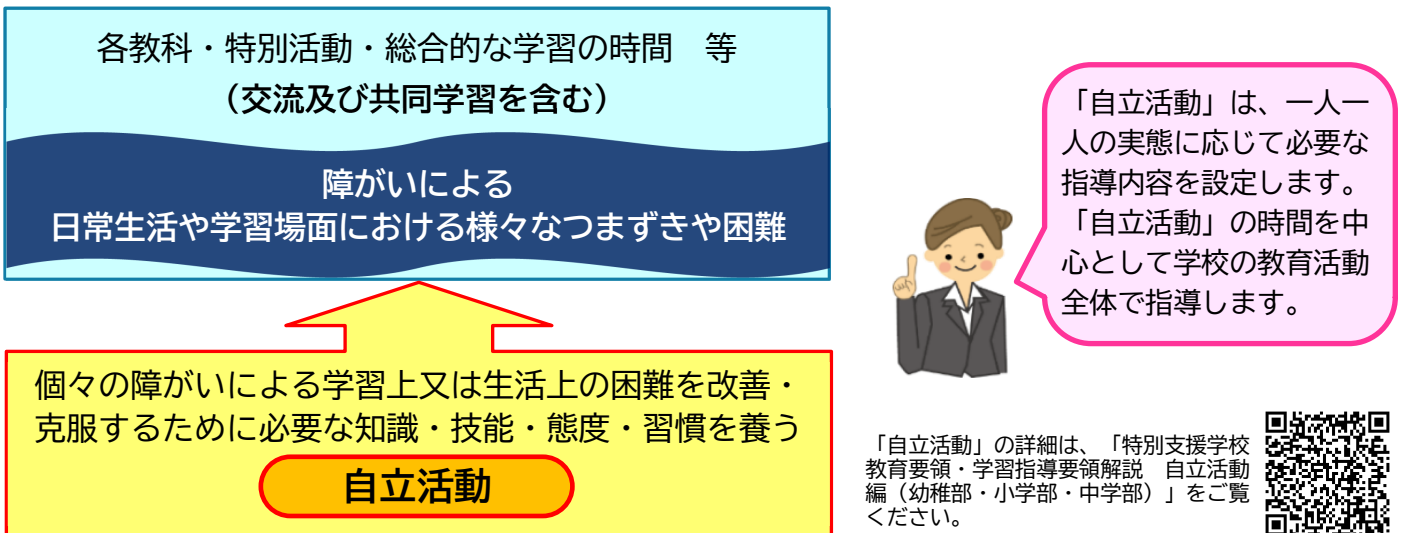 各教科・特別活動・総合的な学習の時間　等
（交流及び共同学習を含む）
障がいによる
日常生活や学習場面における様々なつまずきや困難
個々の障がいによる学習上又は生活上の困難を改善・
克服するために必要な知識・技能・態度・習慣を養う
自立活動
「自立活動」は、一人一
人の実態に応じて必要な
指導内容を設定します。
「自立活動」の時間を中
心として学校の教育活動
全体で指導します。
「自立活動」の詳細は、「特別支援学校
教育要領・学習指導要領解説　自立活動
編（幼稚部・小学部・中学部）」をご覧
ください。